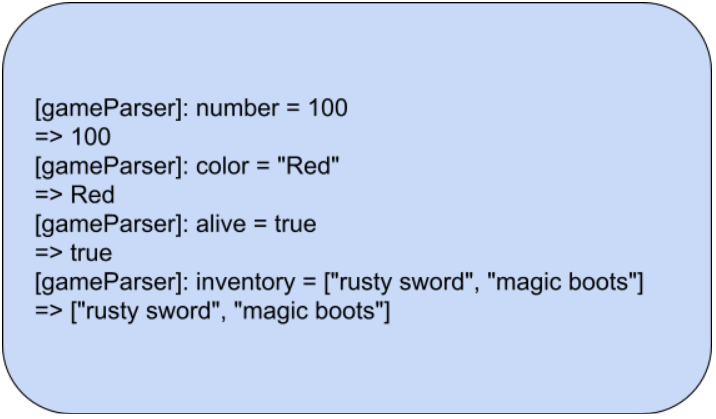 [gameParser]: number = 100
=> 100
[gameParser]: color = "Red"
=> Red
[gameParser]: alive = true
=> true
[gameParser]: inventory = ["rusty sword", "magic boots"]
=> ["rusty sword", "magic boots"]